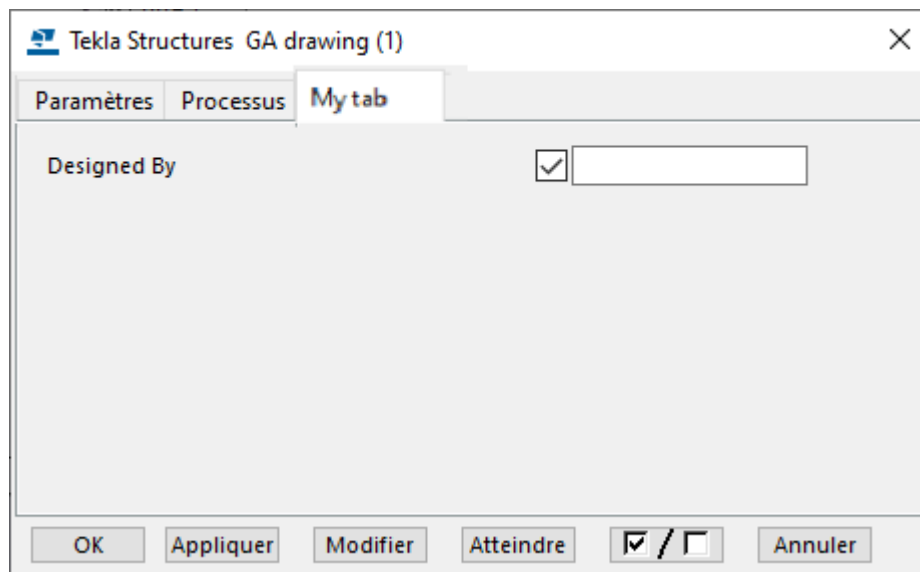 Tekla Structures GA drawing (1)
Paramètres Processus My tab
Designed By
OK Appliquer Modifier Atteindre / Annuler